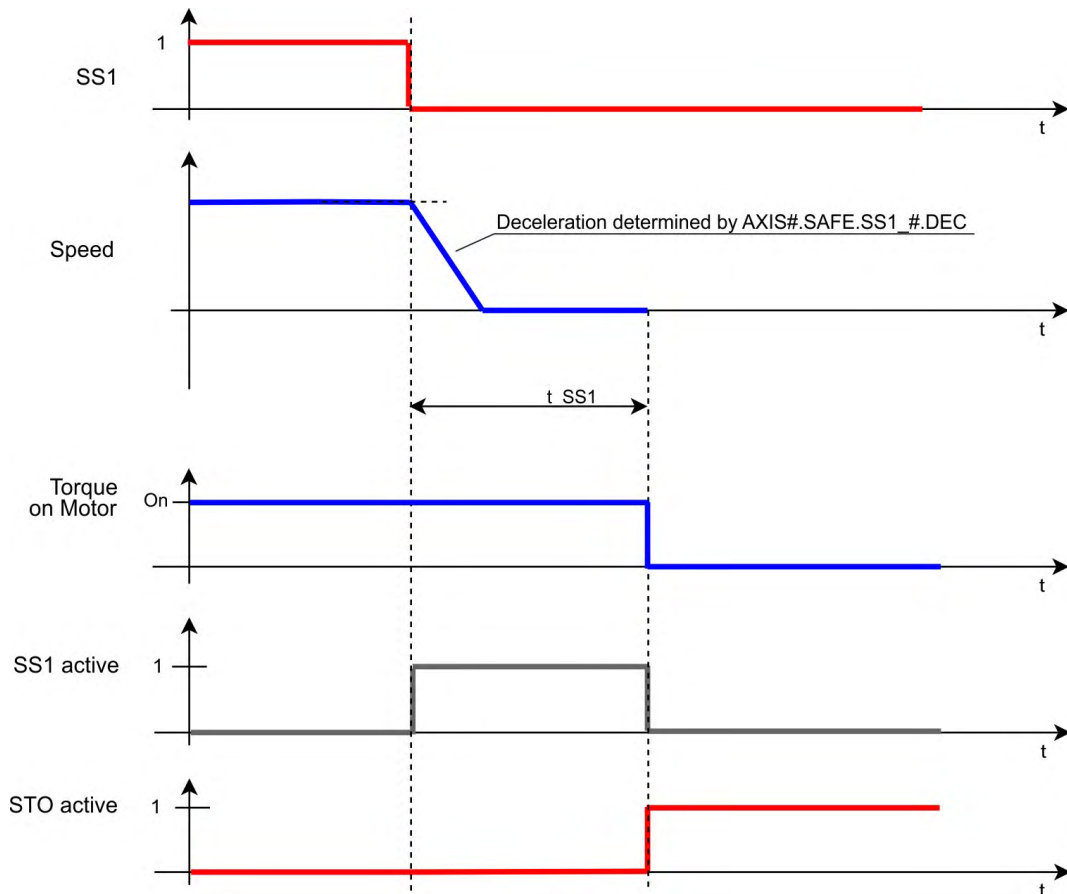 1
SS1
t
Deceleration determined by AXIS#.SAFE.SS1_#.DEC
Speed
t
t_SS1
Torque
on Motor
On
t
SS1 active
1
t
STO active
1
t